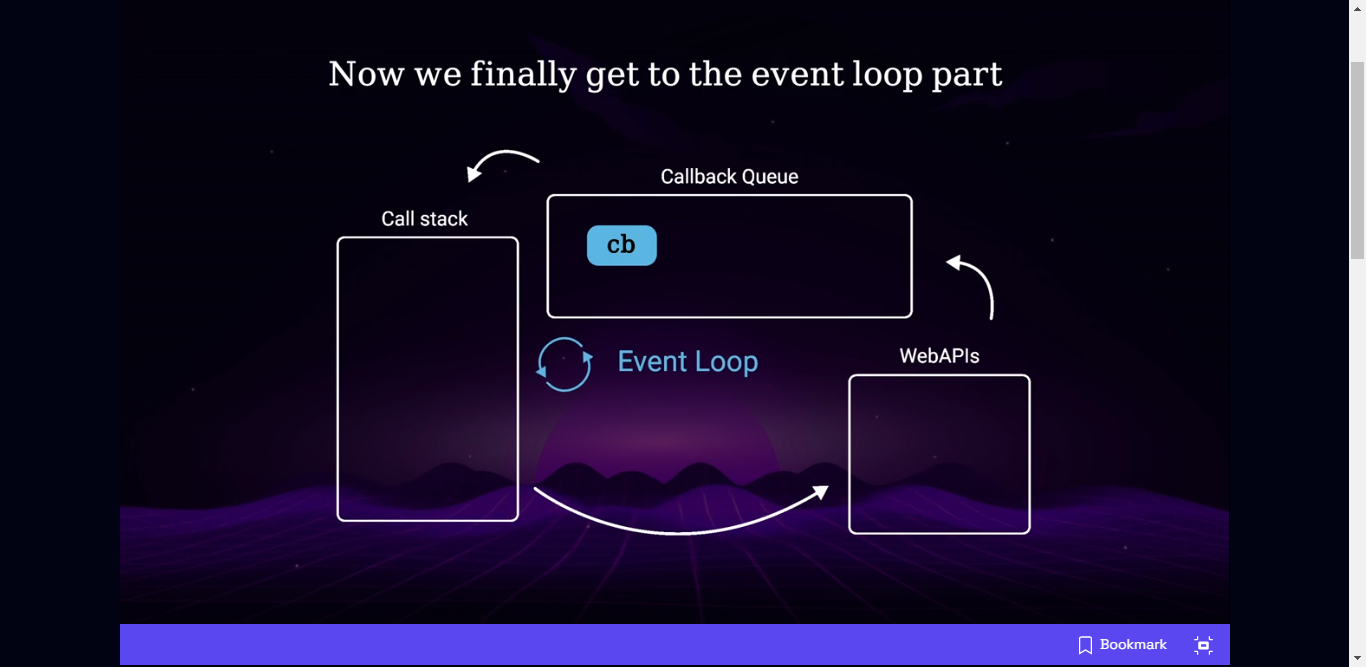 Now we finally get to the event loop part
Callback Queue
Call stack
cb
Event Loop
WebAPIs
Bookmark